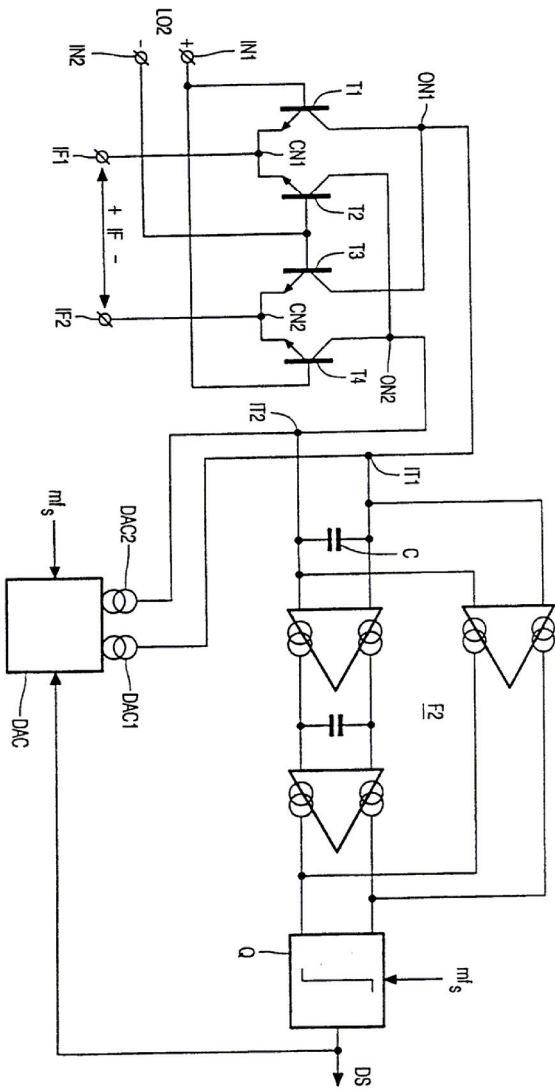 LO2
IN1
+
IN2
-
IF1
+ IF -
IF2
T1
T2
T3
T4
CN1
CN2
ON1
ON2
IT1
IT2
C
F2
DAC2
DAC1
DAC
mfs
Q
mfs
DS